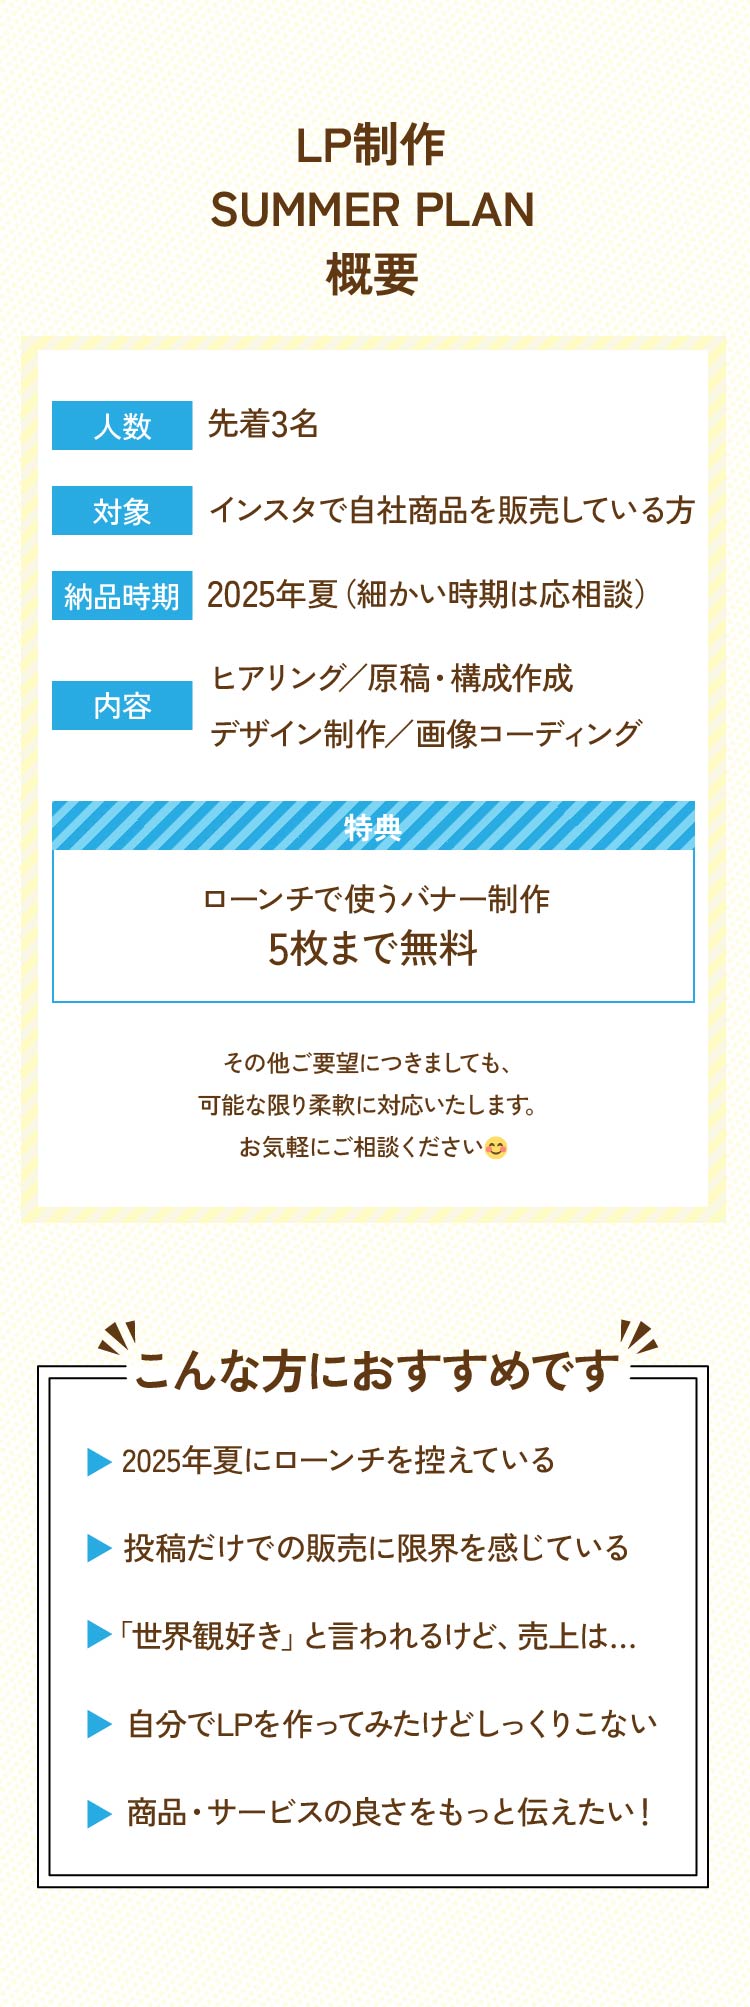 LP制作
SUMMER PLAN
概要
人数 先着3名
対象 インスタで自社商品を販売している方
納品時期 2025年夏（細かい時期は応相談）
内容 ヒアリング／原稿・構成作成
デザイン制作／画像コーディング
特典
ローンチで使うバナー制作
5枚まで無料
その他ご要望につきましても、
可能な限り柔軟に対応いたします。
お気軽にご相談ください😊
こんな方におすすめです
▶ 2025年夏にローンチを控えている
▶ 投稿だけでの販売に限界を感じている
▶「世界観好き」と言われるけど、売上は…
▶ 自分でLPを作ってみたけどしっくりこない
▶ 商品・サービスの良さをもっと伝えたい！